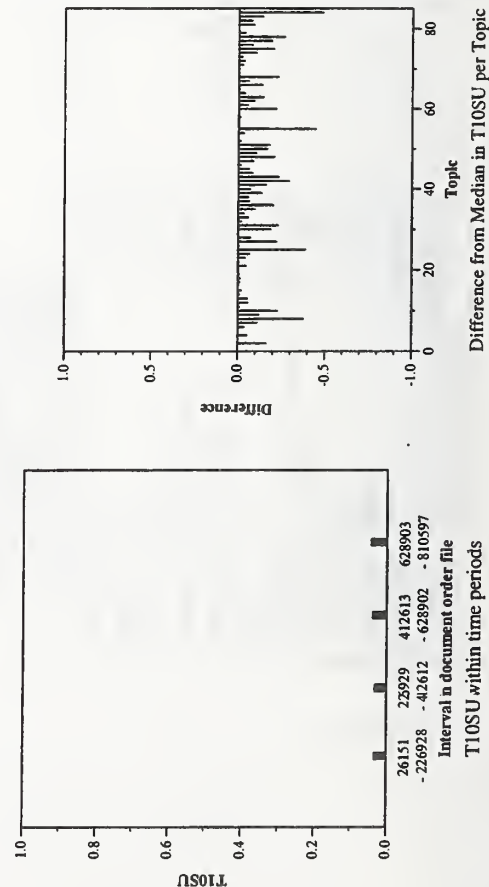 1.0
0.8
0.6
0.4
0.2
0.0
T10SU
26151 226929 412613 628903
- 226928 - 412612 - 628902 - 810597
Interval in document order file
T10SU within time periods
1.0
0.5
0.0
-0.5
-1.0
Difference
0 20 40 60 80
Topic
Difference from Median in T10SU per Topic